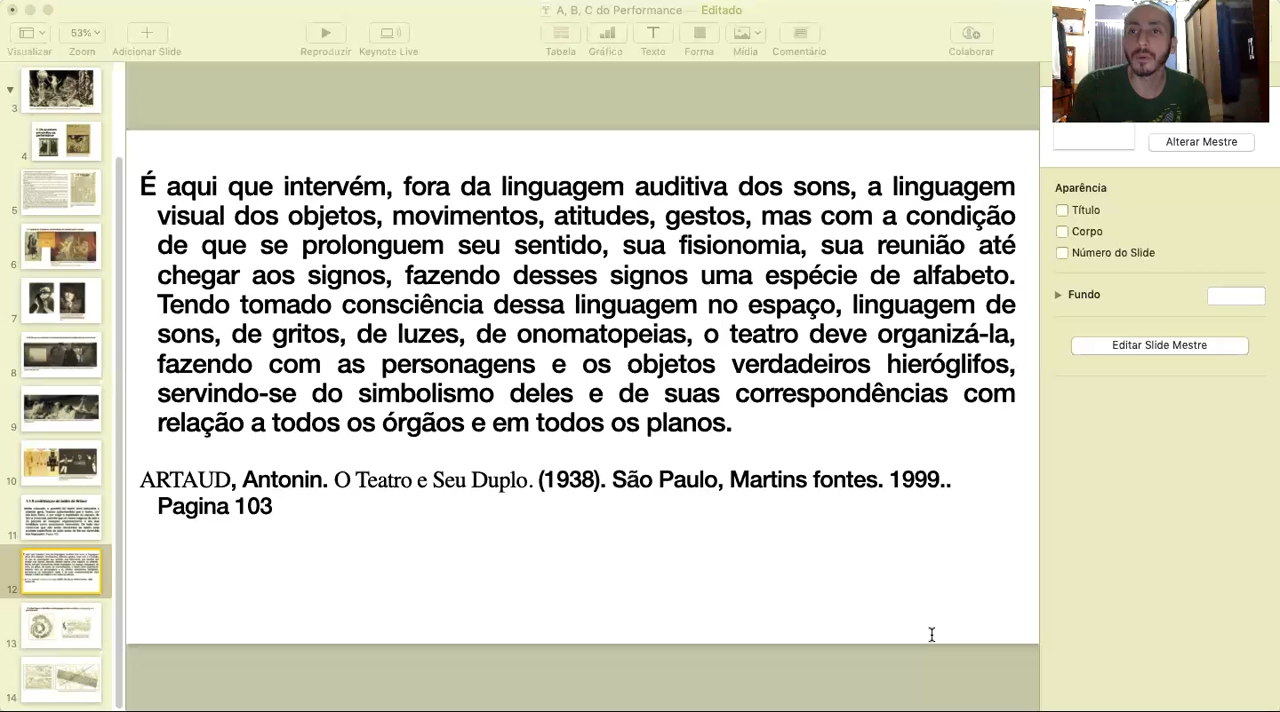 A, B, C do Performance — Editado
53%
Visualizar Zoom Adicionar Slide Reproduzir Keynote Live Tabela Gráfico Texto Forma Mídia Comentário Colaborar
Alterar Mestre
Aparência
Título
Corpo
Número do Slide
Fundo
Editar Slide Mestre
3
4
5
6
7
8
9
10
11
12
13
14
É aqui que intervém, fora da linguagem auditiva dos sons, a linguagem
visual dos objetos, movimentos, atitudes, gestos, mas com a condição
de que se prolonguem seu sentido, sua fisionomia, sua reunião até
chegar aos signos, fazendo desses signos uma espécie de alfabeto.
Tendo tomado consciência dessa linguagem no espaço, linguagem de
sons, de gritos, de luzes, de onomatopeias, o teatro deve organizá-la,
fazendo com as personagens e os objetos verdadeiros hieróglifos,
servindo-se do simbolismo deles e de suas correspondências com
relação a todos os órgãos e em todos os planos.
ARTAUD, Antonin. O Teatro e Seu Duplo. (1938). São Paulo, Martins fontes. 1999..
Pagina 103